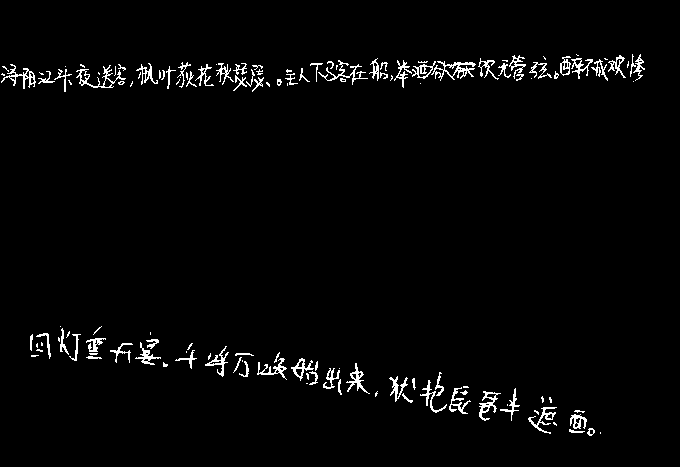 浔阳江头夜送客,枫叶荻花秋瑟瑟、。主人下马客在船,举酒欲饮无管弦。醉不成欢惨
回灯重开宴。千呼万唤始出来,犹抱琵琶半遮面。